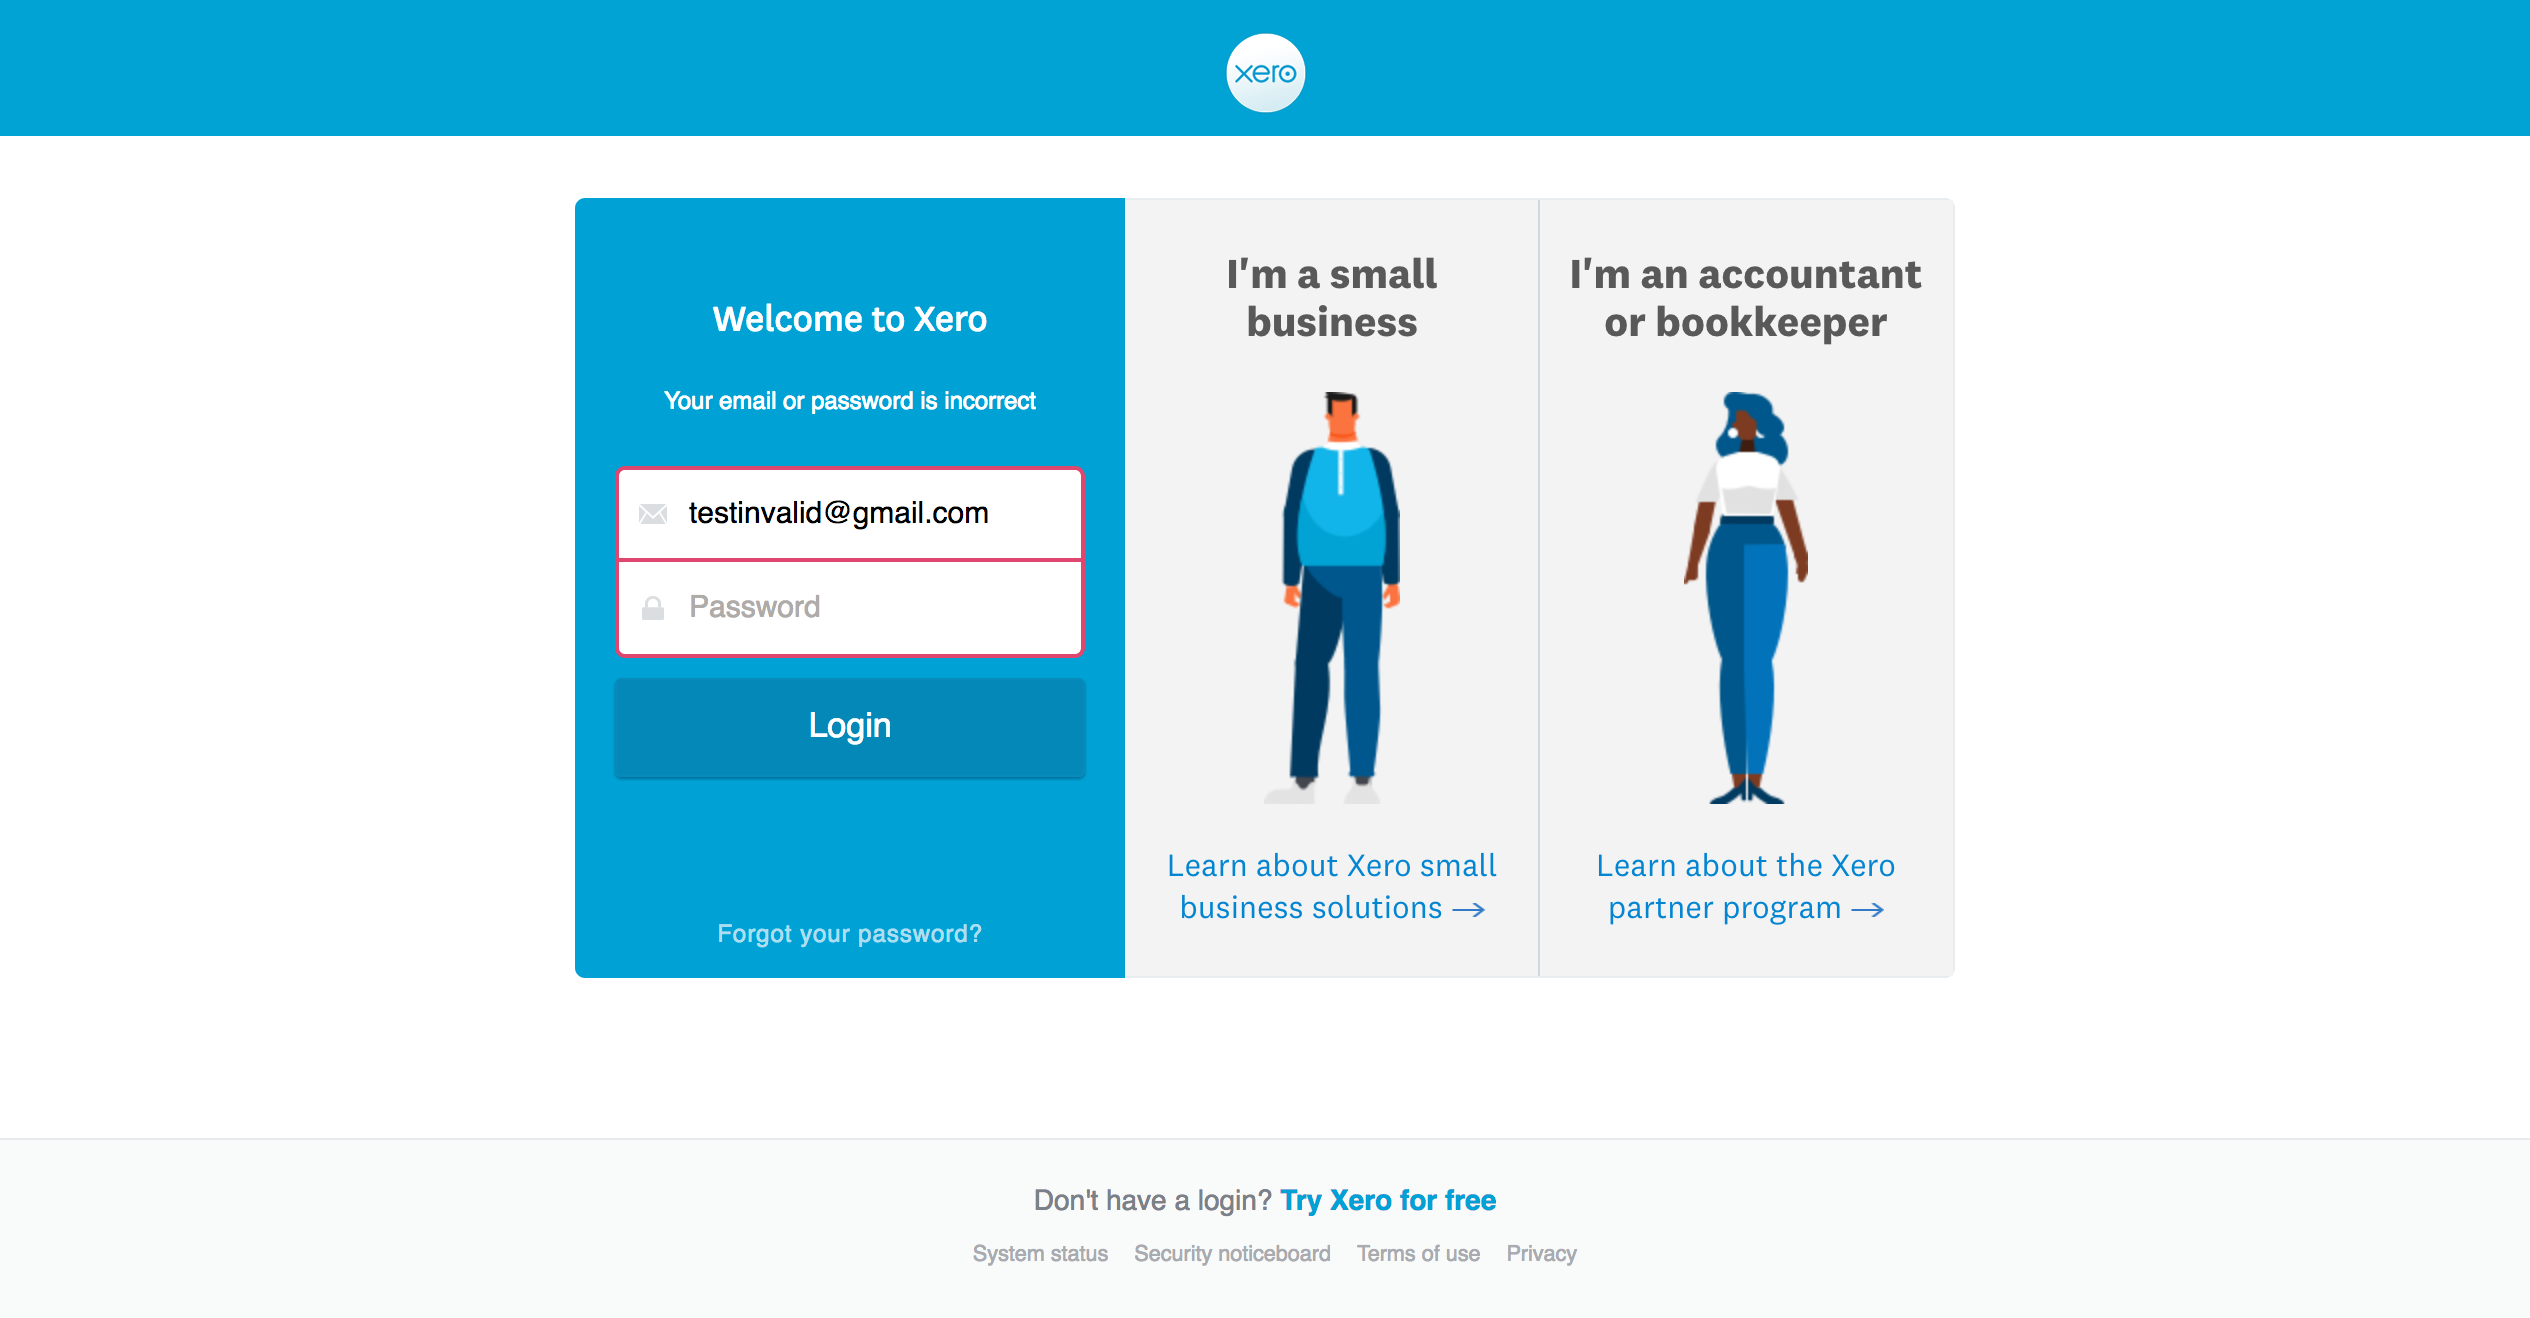 xero
Welcome to Xero
Your email or password is incorrect
testinvalid@gmail.com
Password
Login
Forgot your password?
I'm a small
business
Learn about Xero small
business solutions →
I'm an accountant
or bookkeeper
Learn about the Xero
partner program →
Don't have a login? Try Xero for free
System status Security noticeboard Terms of use Privacy